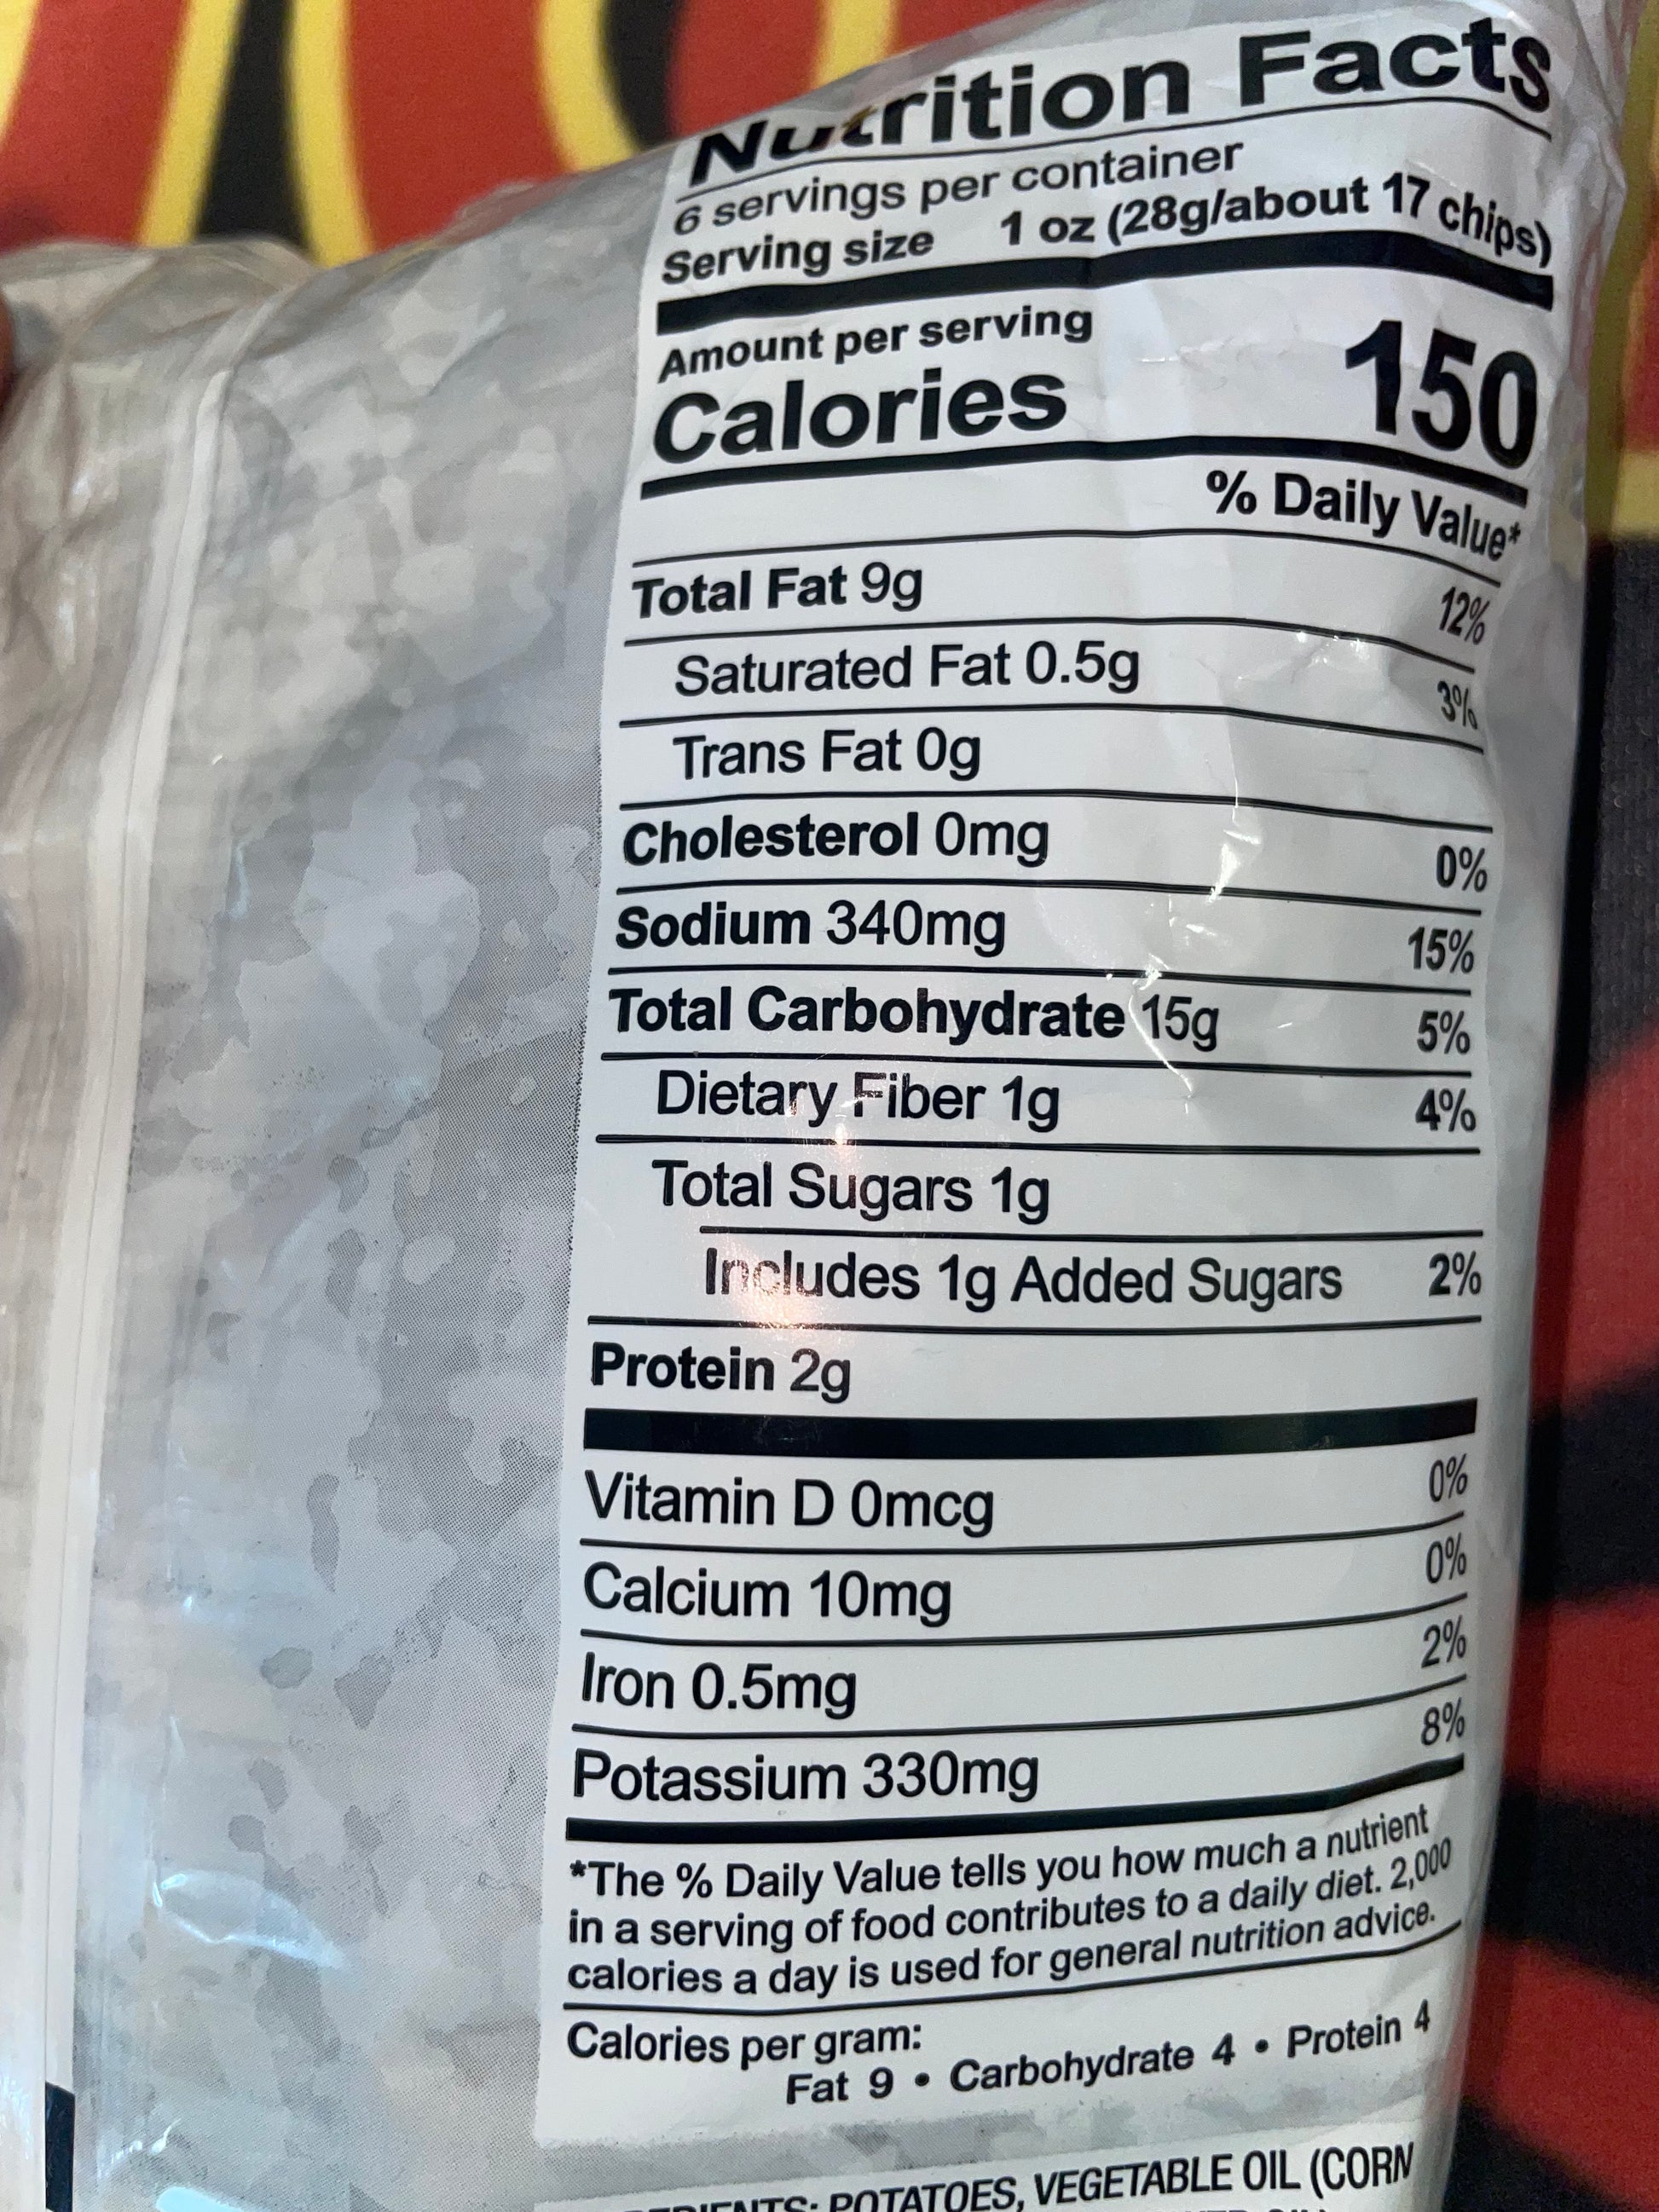 Nutrition Facts
6 servings per container
Serving size 1 oz (28g/about 17 chips)
Amount per serving
Calories 150
% Daily Value*
Total Fat 9g 12%
Saturated Fat 0.5g 3%
Trans Fat 0g
Cholesterol 0mg 0%
Sodium 340mg 15%
Total Carbohydrate 15g 5%
Dietary Fiber 1g 4%
Total Sugars 1g
Includes 1g Added Sugars 2%
Protein 2g
Vitamin D 0mcg 0%
Calcium 10mg 0%
Iron 0.5mg 2%
Potassium 330mg 8%
*The % Daily Value tells you how much a nutrient
in a serving of food contributes to a daily diet. 2,000
calories a day is used for general nutrition advice.
Calories per gram:
Fat 9 • Carbohydrate 4 • Protein 4
POTATOES, VEGETABLE OIL (CORN